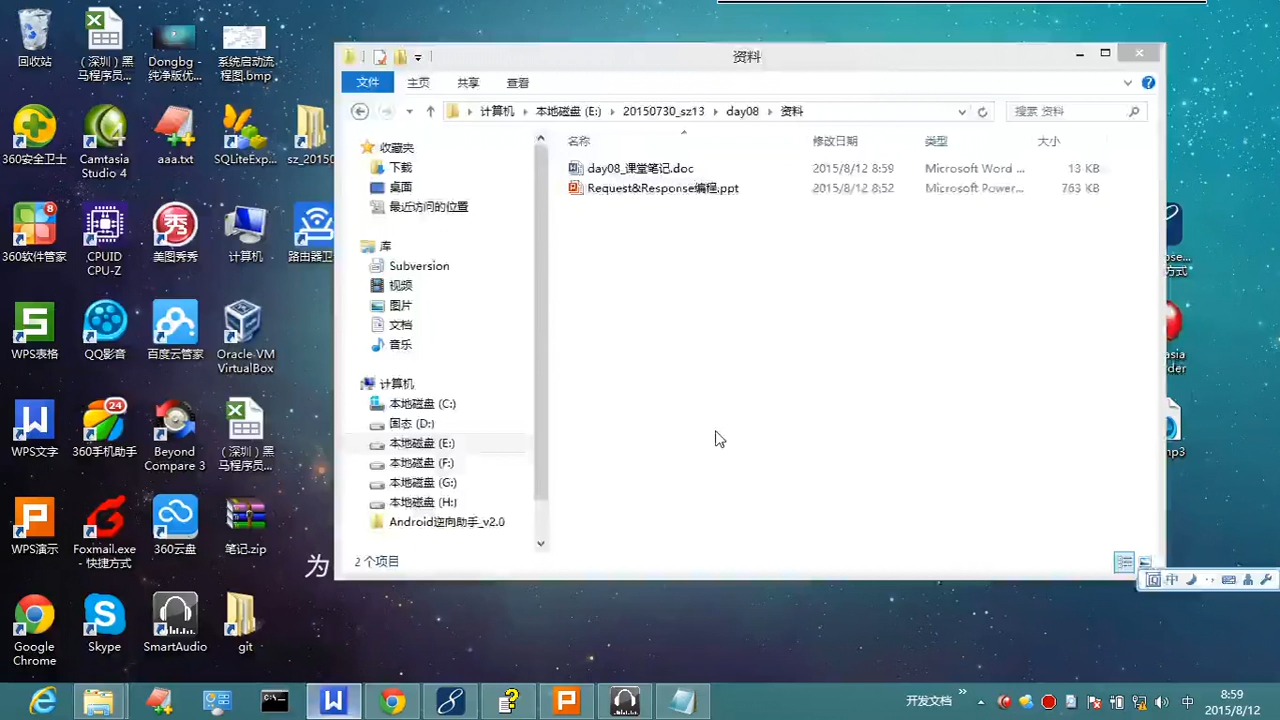 回收站
（深圳）黑马程序员...
Dongbg - 纯净版优...
系统启动流程图.bmp
360安全卫士
Camtasia Studio 4
aaa.txt
SQLiteExp...
sz_20150
360软件管家
8
CPUID CPU-Z
美图秀秀
计算机
路由器卫
WPS表格
QQ影音
百度云管家
Oracle-VM VirtualBox
WPS文字
24
360手机助手
Beyond Compare 3
（深圳）黑马程序员...
WPS演示
Foxmail.exe - 快捷方式
360云盘
笔记.zip
Google Chrome
Skype
SmartAudio
git
为
资料
文件 主页 共享 查看
计算机 本地磁盘 (E:) 20150730_sz13 day08 资料
搜索 资料
名称 修改日期 类型 大小
day08_课堂笔记.doc 2015/8/12 8:59 Microsoft Word ... 13 KB
Request&Response编程.ppt 2015/8/12 8:52 Microsoft Power... 763 KB
收藏夹
下载
桌面
最近访问的位置
库
Subversion
视频
图片
文档
音乐
计算机
本地磁盘 (C:)
固态 (D:)
本地磁盘 (E:)
本地磁盘 (F:)
本地磁盘 (G:)
本地磁盘 (H:)
Android逆向助手_v2.0
2 个项目
中
开发文档
中
8:59
2015/8/12